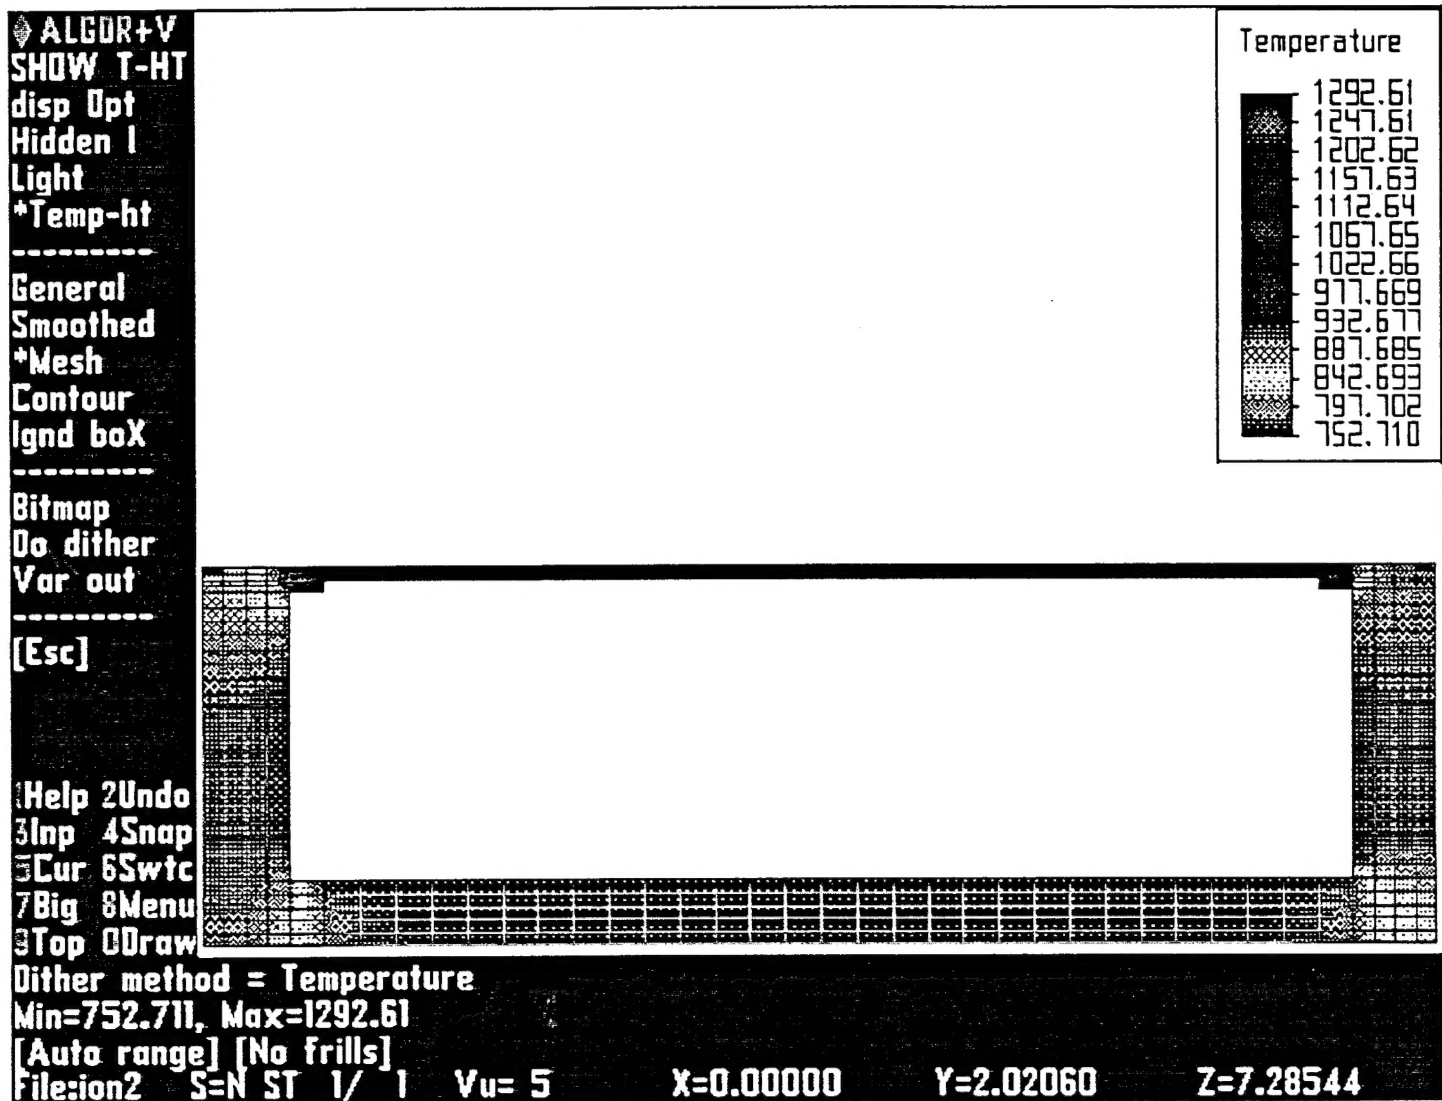 ALGOR+V
SHOW T-HT
disp Opt
Hidden l
Light
*Temp-ht
---------
General
Smoothed
*Mesh
Contour
lgnd boX
---------
Bitmap
Do dither
Var out
---------
[Esc]
1Help 2Undo
3Inp 4Snap
5Cur 6Swtc
7Big 8Menu
9Top 0Draw
Dither method = Temperature
Min=752.711, Max=1292.61
[Auto range] [No frills]
File:ion2 S=N ST 1/ 1 Vu= 5 X=0.00000 Y=2.02060 Z=7.28544
Temperature
1292.61
1247.61
1202.62
1157.63
1112.64
1067.65
1022.66
977.669
932.677
887.685
842.693
797.702
752.710